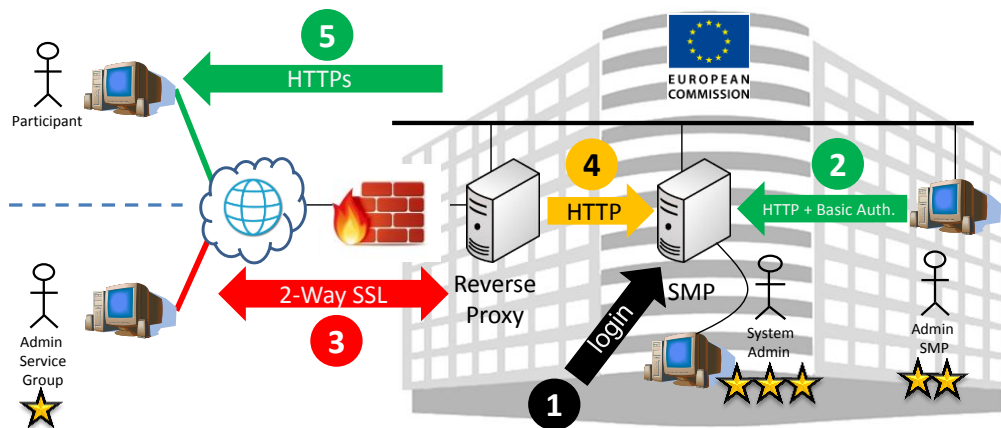 5
HTTPs
Participant
EUROPEAN
COMMISSION
4
HTTP
2
HTTP + Basic Auth.
2-Way SSL
3
Reverse
Proxy
SMP
login
1
Admin
Service
Group
System
Admin
Admin
SMP